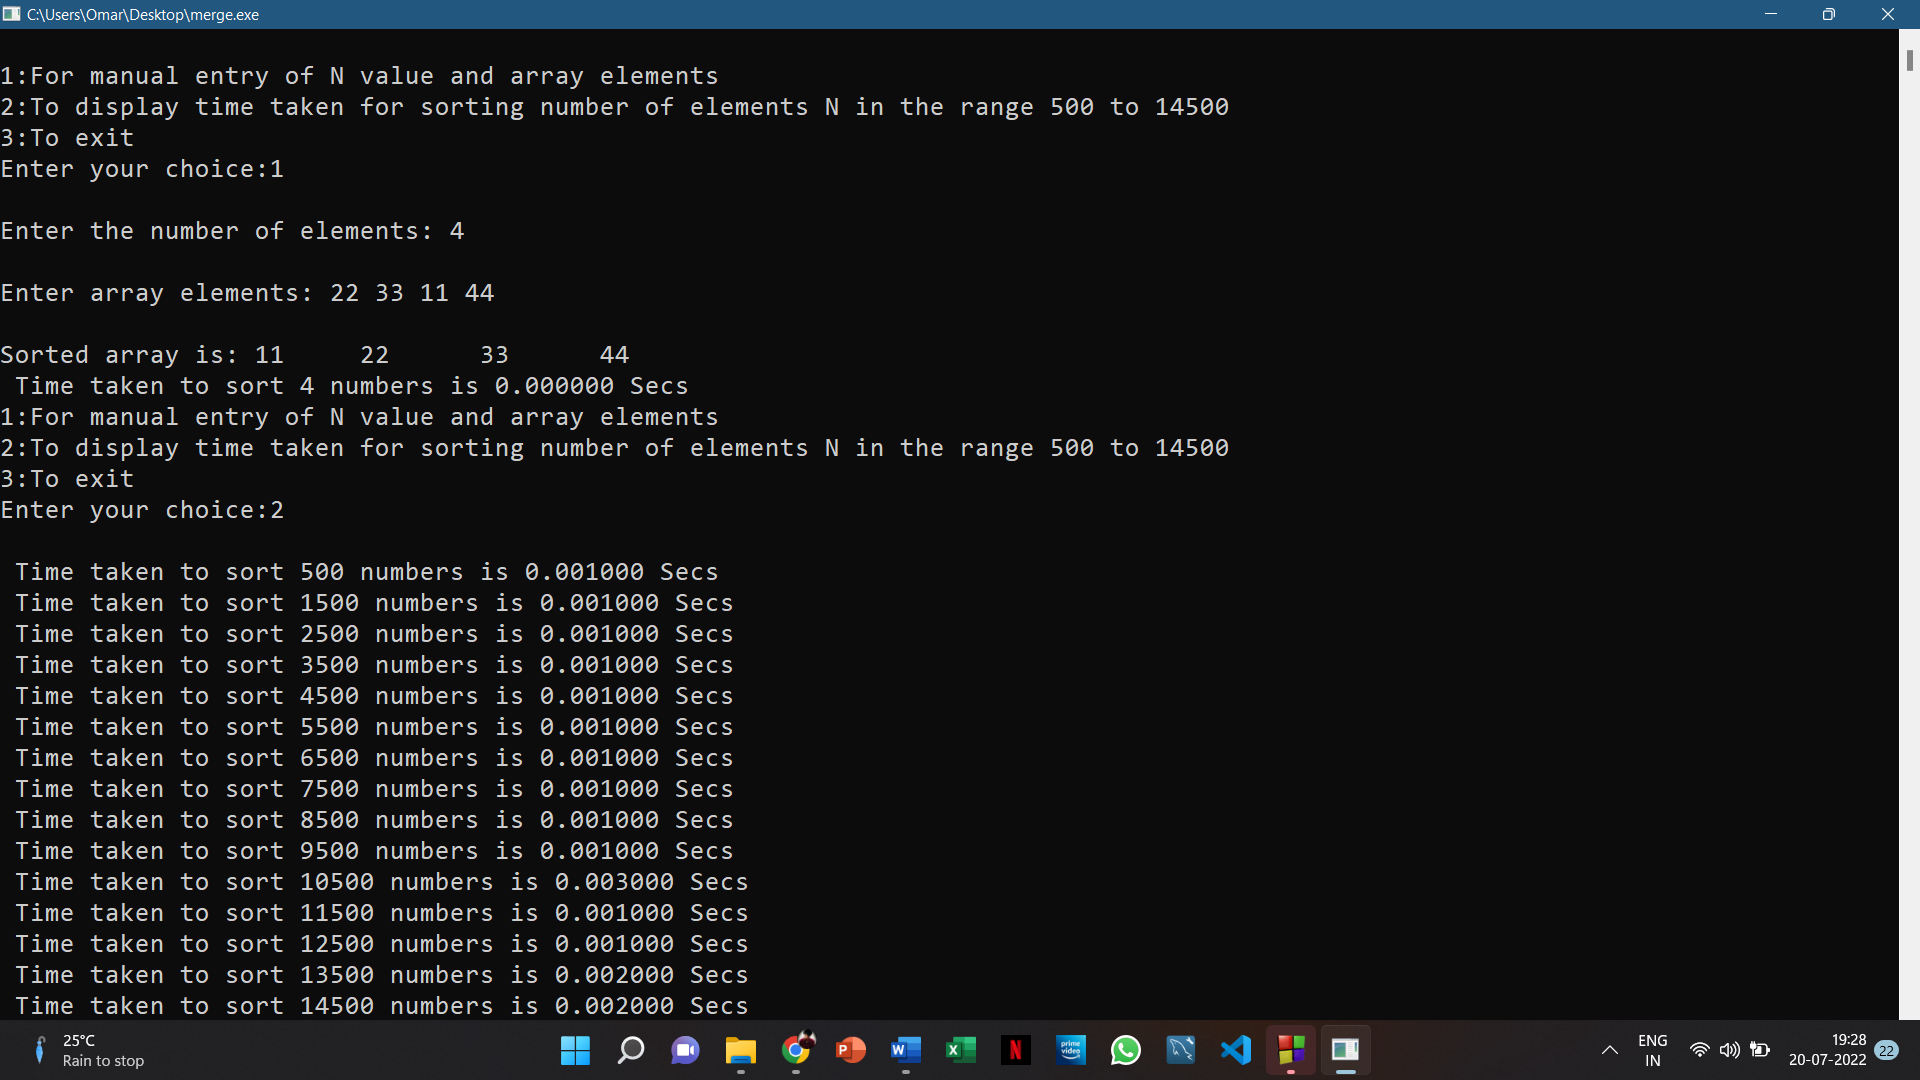 C:\Users\Omar\Desktop\merge.exe
1:For manual entry of N value and array elements
2:To display time taken for sorting number of elements N in the range 500 to 14500
3:To exit
Enter your choice:1
Enter the number of elements: 4
Enter array elements: 22 33 11 44
Sorted array is: 11 22 33 44
Time taken to sort 4 numbers is 0.000000 Secs
1:For manual entry of N value and array elements
2:To display time taken for sorting number of elements N in the range 500 to 14500
3:To exit
Enter your choice:2
Time taken to sort 500 numbers is 0.001000 Secs
Time taken to sort 1500 numbers is 0.001000 Secs
Time taken to sort 2500 numbers is 0.001000 Secs
Time taken to sort 3500 numbers is 0.001000 Secs
Time taken to sort 4500 numbers is 0.001000 Secs
Time taken to sort 5500 numbers is 0.001000 Secs
Time taken to sort 6500 numbers is 0.001000 Secs
Time taken to sort 7500 numbers is 0.001000 Secs
Time taken to sort 8500 numbers is 0.001000 Secs
Time taken to sort 9500 numbers is 0.001000 Secs
Time taken to sort 10500 numbers is 0.003000 Secs
Time taken to sort 11500 numbers is 0.001000 Secs
Time taken to sort 12500 numbers is 0.001000 Secs
Time taken to sort 13500 numbers is 0.002000 Secs
Time taken to sort 14500 numbers is 0.002000 Secs
25°C
Rain to stop
P
W
X
N
prime video
ENG
IN
19:28
20-07-2022
22